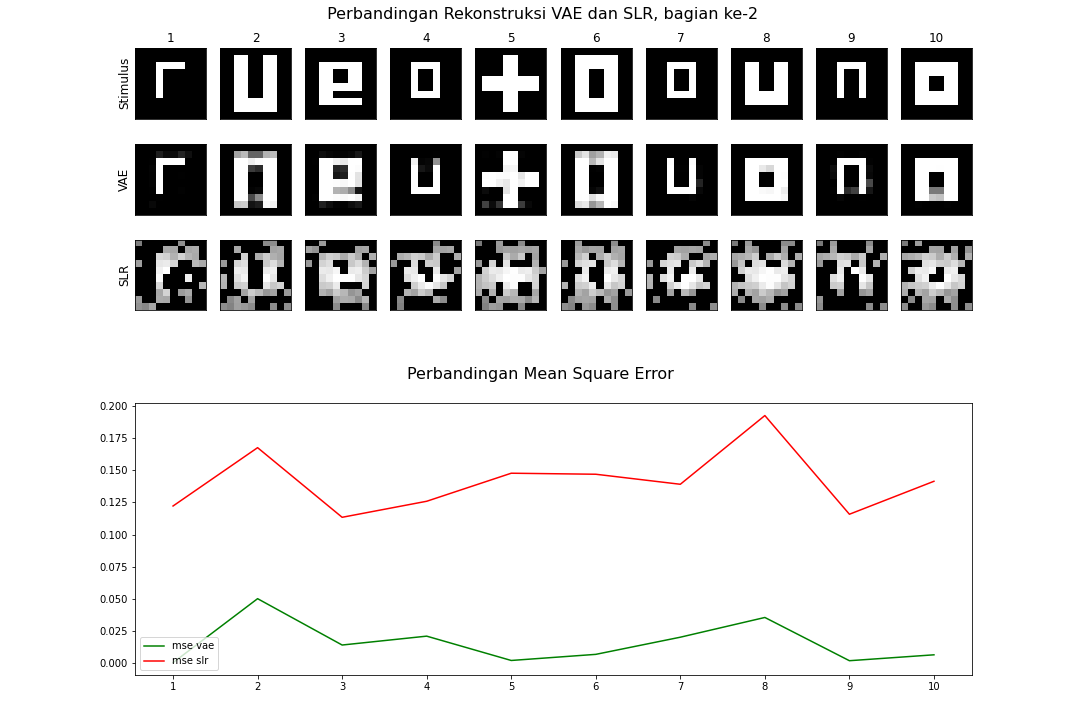 Perbandingan Rekonstruksi VAE dan SLR, bagian ke-2
1 2 3 4 5 6 7 8 9 10
Stimulus
VAE
SLR
Perbandingan Mean Square Error
0.200
0.175
0.150
0.125
0.100
0.075
0.050
0.025
0.000
mse vae
mse slr
1 2 3 4 5 6 7 8 9 10